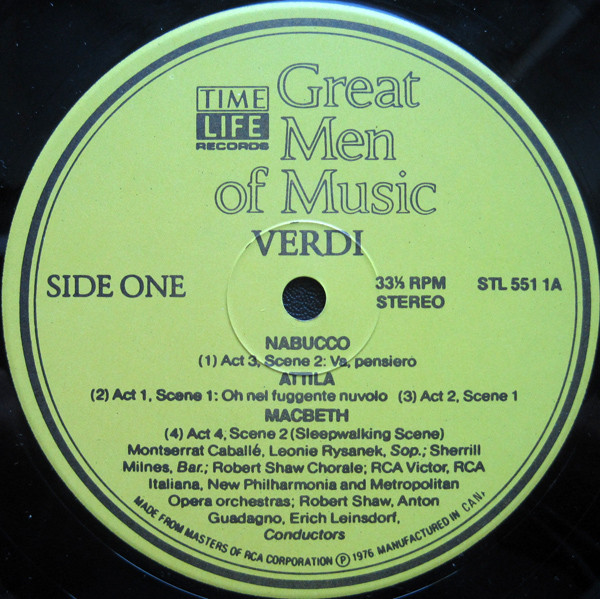 TIME
LIFE
RECORDS
Great
Men
of Music
VERDI
SIDE ONE
33⅓ RPM
STEREO
STL 551 1A
NABUCCO
(1) Act 3, Scene 2: Va, pensiero
ATTILA
(2) Act 1, Scene 1: Oh nel fuggente nuvolo (3) Act 2, Scene 1
MACBETH
(4) Act 4, Scene 2 (Sleepwalking Scene)
Montserrat Caballé, Leonie Rysanek, Sop.; Sherrill
Milnes, Bar.; Robert Shaw Chorale; RCA Victor, RCA
Italiana, New Philharmonia and Metropolitan
Opera orchestras; Robert Shaw, Anton
Guadagno, Erich Leinsdorf,
Conductors
MADE FROM MASTERS OF RCA CORPORATION ℗ 1976 MANUFACTURED IN CAN.